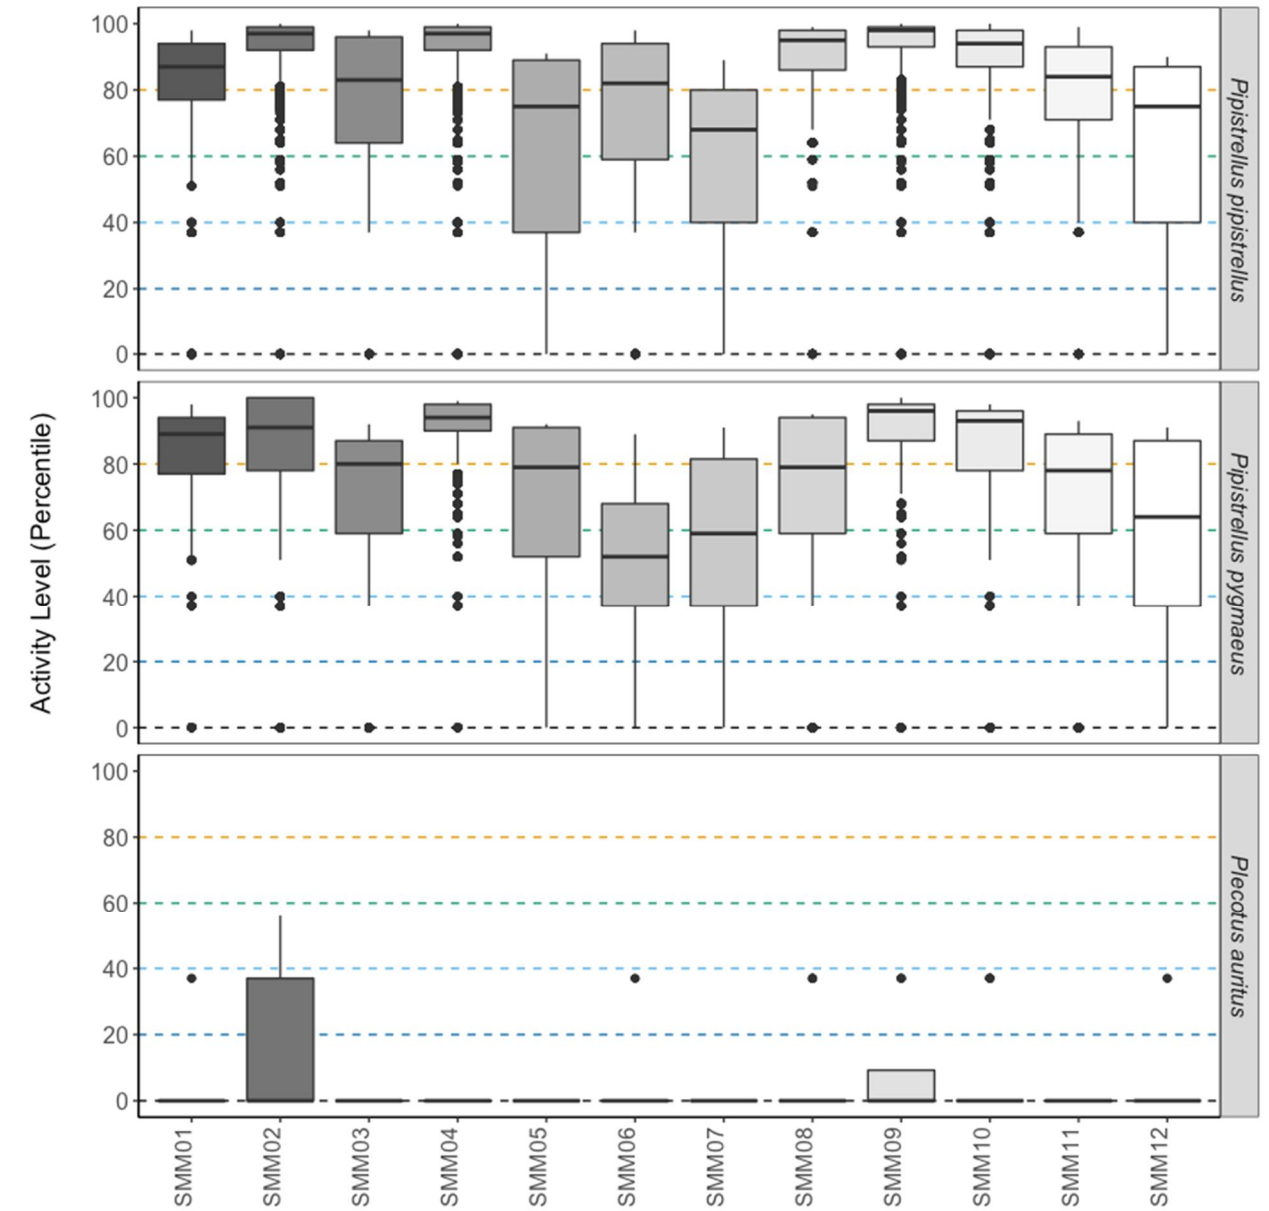 Activity Level (Percentile)
100
80
60
40
20
0
Pipistrellus pipistrellus
100
80
60
40
20
0
Pipistrellus pygmaeus
100
80
60
40
20
0
Plecotus auritus
SMM01
SMM02
SMM03
SMM04
SMM05
SMM06
SMM07
SMM08
SMM09
SMM10
SMM11
SMM12